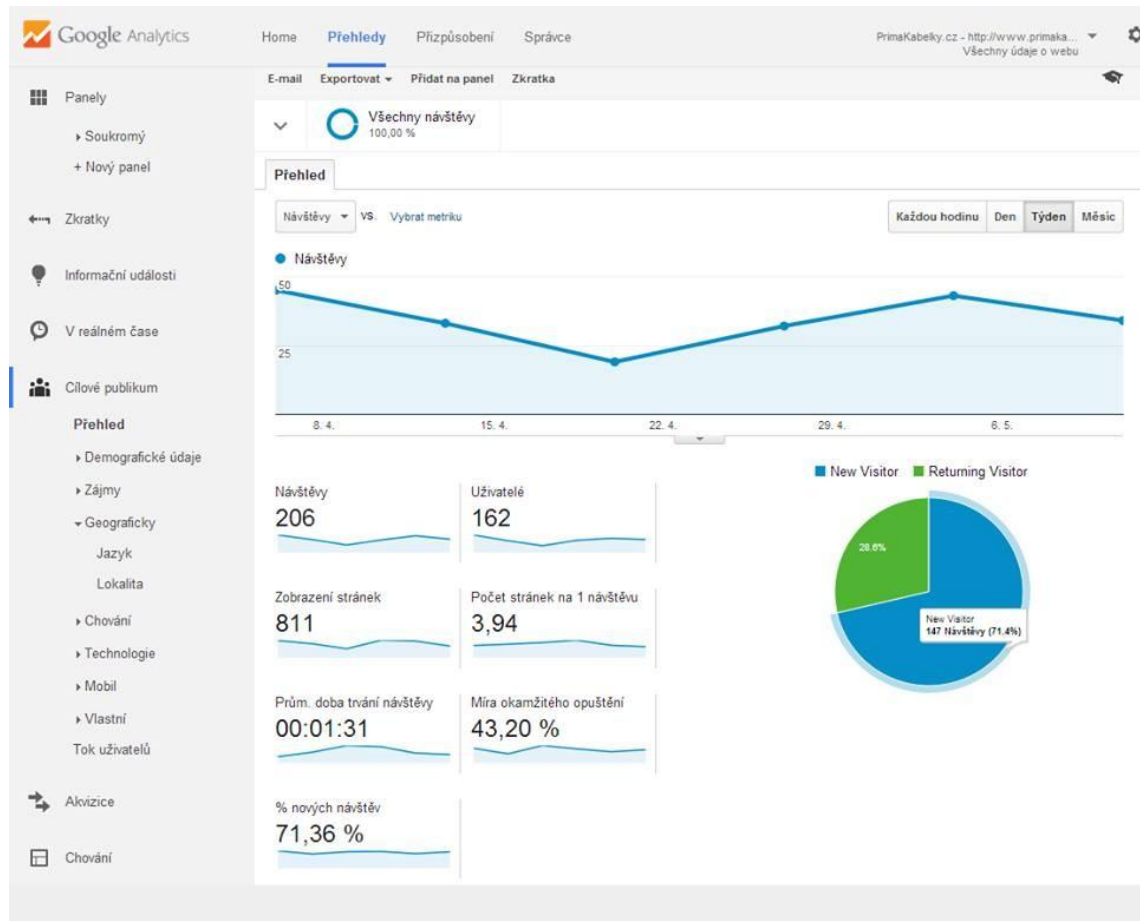 Google Analytics
Home Přehledy Přizpůsobení Správce
PrimaKabelky.cz - http://www.primaka...
Všechny údaje o webu
E-mail Exportovat Přidat na panel Zkratka
Panely
Soukromý
+ Nový panel
Zkratky
Informační události
V reálném čase
Cílové publikum
Přehled
Demografické údaje
Zájmy
Geograficky
Jazyk
Lokalita
Chování
Technologie
Mobil
Vlastní
Tok uživatelů
Akvizice
Chování
Všechny návštěvy
100,00 %
Přehled
Návštěvy VS. Vybrat metriku
Každou hodinu Den Týden Měsíc
Návštěvy
50
25
8. 4. 15. 4. 22. 4. 29. 4. 6. 5.
New Visitor Returning Visitor
Návštěvy
206
Uživatelé
162
Zobrazení stránek
811
Počet stránek na 1 návštěvu
3,94
Prům. doba trvání návštěvy
00:01:31
Míra okamžitého opuštění
43,20 %
% nových návštěv
71,36 %
28.6%
New Visitor
147 Návštěvy (71.4%)